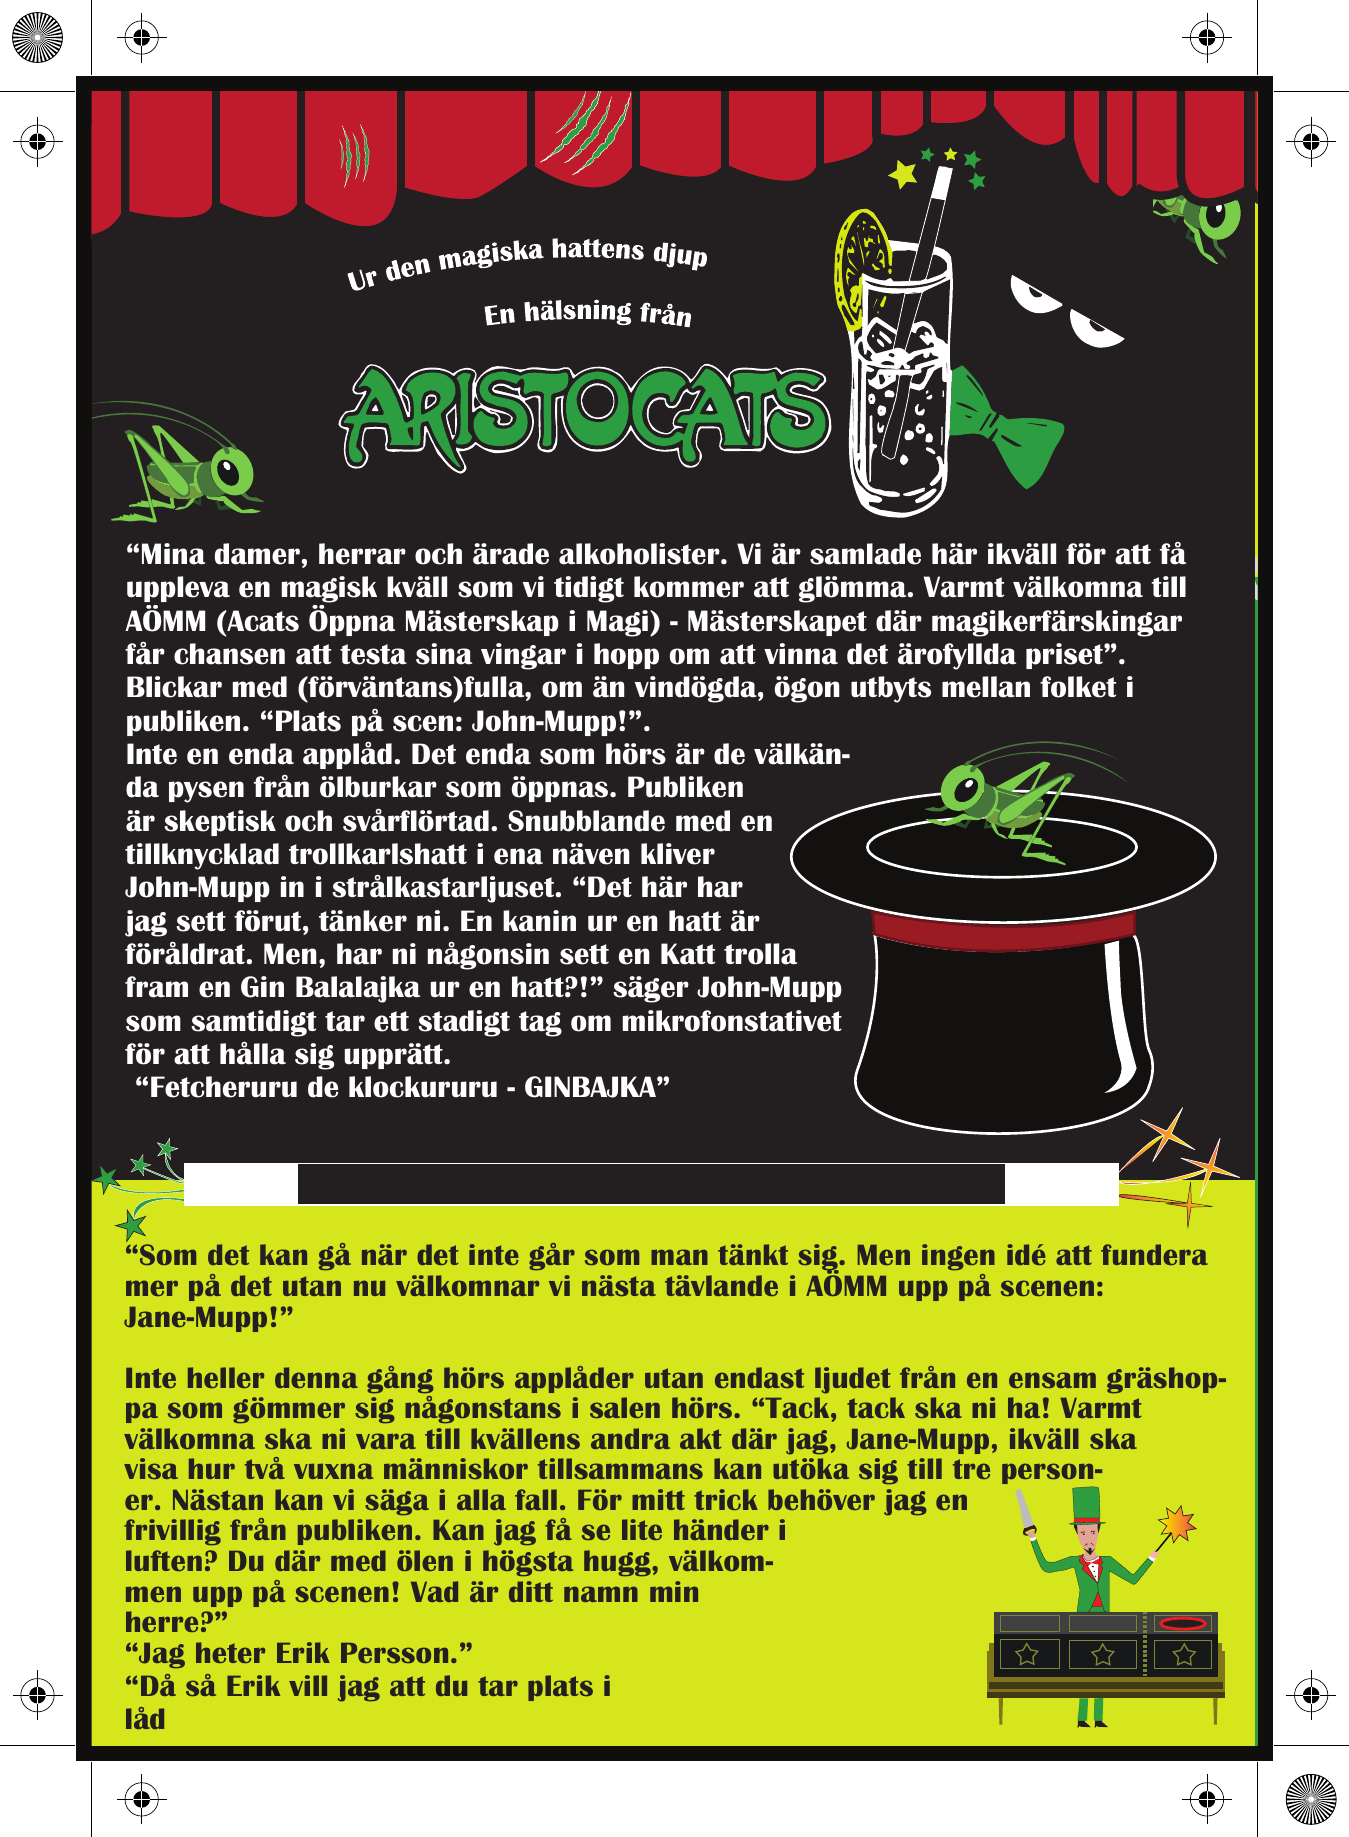 Ur den magiska hattens djup
En hälsning från
ARISTOCATS
“Mina damer, herrar och ärade alkoholister. Vi är samlade här ikväll för att få
uppleva en magisk kväll som vi tidigt kommer att glömma. Varmt välkomna till
AÖMM (Acats Öppna Mästerskap i Magi) - Mästerskapet där magikerfärskingar
får chansen att testa sina vingar i hopp om att vinna det ärofyllda priset”.
Blickar med (förväntans)fulla, om än vindögda, ögon utbyts mellan folket i
publiken. “Plats på scen: John-Mupp!”.
Inte en enda applåd. Det enda som hörs är de välkän-
da pysen från ölburkar som öppnas. Publiken
är skeptisk och svårflörtad. Snubblande med en
tillknycklad trollkarlshatt i ena näven kliver
John-Mupp in i strålkastarljuset. “Det här har
jag sett förut, tänker ni. En kanin ur en hatt är
föråldrat. Men, har ni någonsin sett en Katt trolla
fram en Gin Balalajka ur en hatt?!” säger John-Mupp
som samtidigt tar ett stadigt tag om mikrofonstativet
för att hålla sig upprätt.
“Fetcheruru de klockururu - GINBAJKA”
“Som det kan gå när det inte går som man tänkt sig. Men ingen idé att fundera
mer på det utan nu välkomnar vi nästa tävlande i AÖMM upp på scenen:
Jane-Mupp!”
Inte heller denna gång hörs applåder utan endast ljudet från en ensam gräshop-
pa som gömmer sig någonstans i salen hörs. “Tack, tack ska ni ha! Varmt
välkomna ska ni vara till kvällens andra akt där jag, Jane-Mupp, ikväll ska
visa hur två vuxna människor tillsammans kan utöka sig till tre person-
er. Nästan kan vi säga i alla fall. För mitt trick behöver jag en
frivillig från publiken. Kan jag få se lite händer i
luften? Du där med ölen i högsta hugg, välkom-
men upp på scenen! Vad är ditt namn min
herre?”
“Jag heter Erik Persson.”
“Då så Erik vill jag att du tar plats i
låd